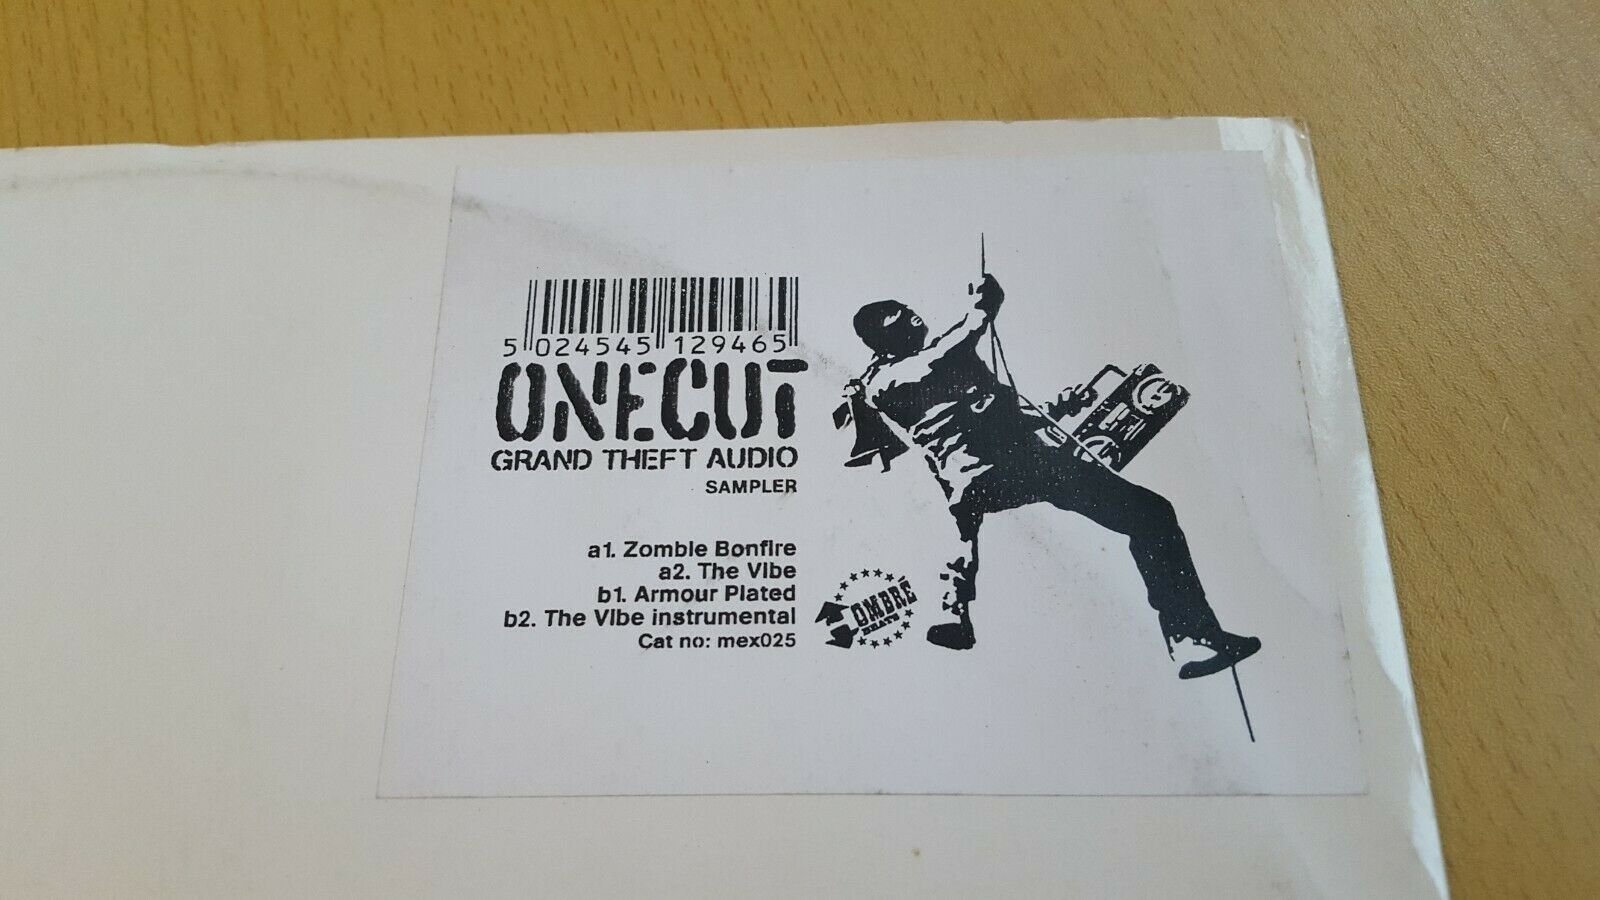 5 024545 129465
ONECUT
GRAND THEFT AUDIO
SAMPLER
a1. Zombie Bonfire
a2. The Vibe
b1. Armour Plated
b2. The Vibe instrumental
Cat no: mex025
HOMBRÉ
BEATS